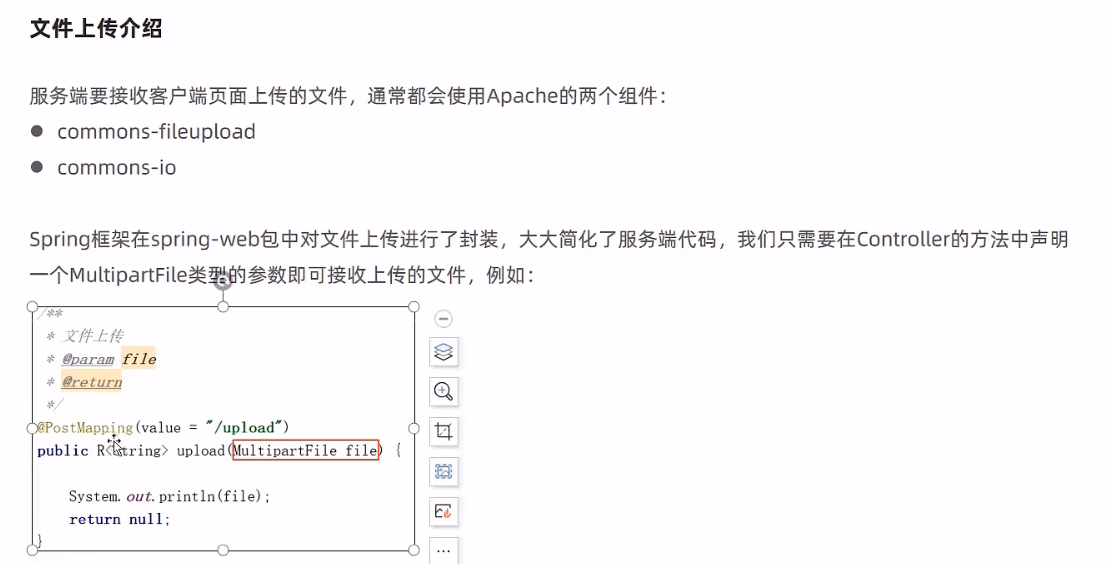 文件上传介绍
服务端要接收客户端页面上传的文件，通常都会使用Apache的两个组件：
● commons-fileupload
● commons-io
Spring框架在spring-web包中对文件上传进行了封装，大大简化了服务端代码，我们只需要在Controller的方法中声明
一个MultipartFile类型的参数即可接收上传的文件，例如：
/**
* 文件上传
* @param file
* @return
*/
@PostMapping(value = "/upload")
public R<String> upload(MultipartFile file) {
System.out.println(file);
return null;
}